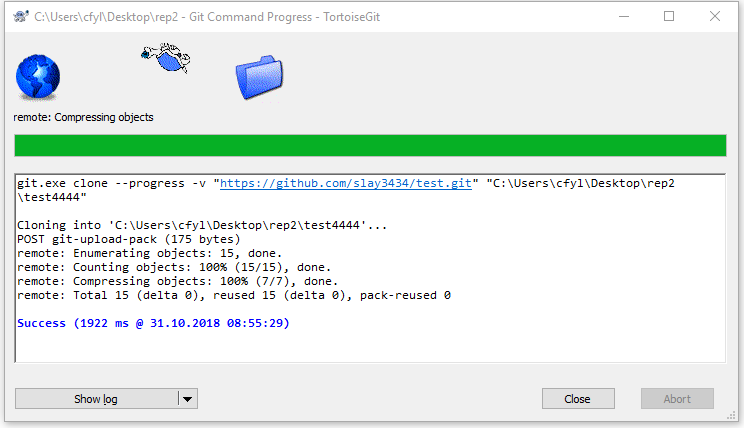 C:\Users\cfyl\Desktop\rep2 - Git Command Progress - TortoiseGit
remote: Compressing objects
git.exe clone --progress -v "https://github.com/slay3434/test.git" "C:\Users\cfyl\Desktop\rep2
\test4444"
Cloning into 'C:\Users\cfyl\Desktop\rep2\test4444'...
POST git-upload-pack (175 bytes)
remote: Enumerating objects: 15, done.
remote: Counting objects: 100% (15/15), done.
remote: Compressing objects: 100% (7/7), done.
remote: Total 15 (delta 0), reused 15 (delta 0), pack-reused 0
Success (1922 ms @ 31.10.2018 08:55:29)
Show log
Close
Abort